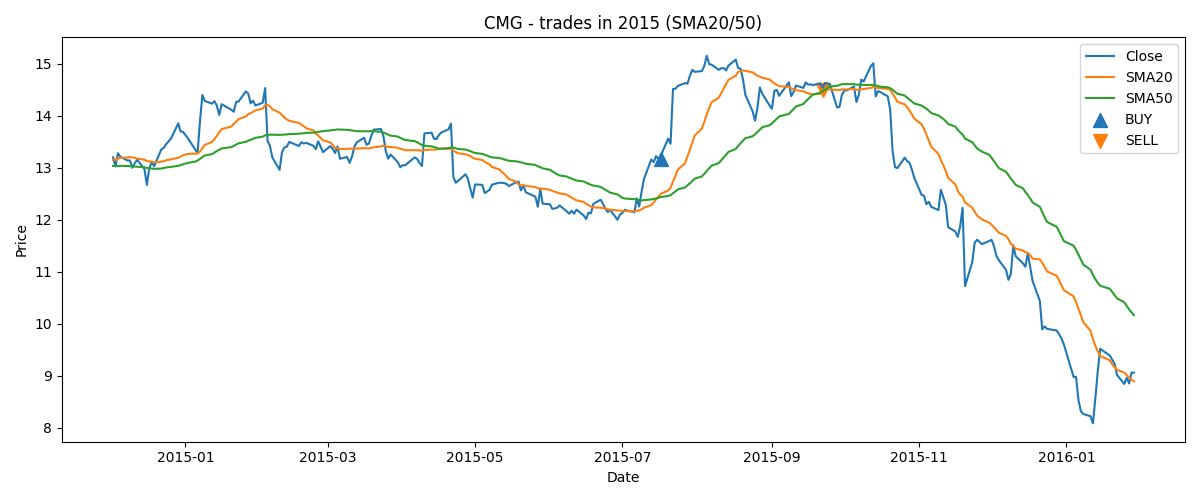 CMG - trades in 2015 (SMA20/50)
Close
SMA20
SMA50
BUY
SELL
Price
15
14
13
12
11
10
9
8
2015-01 2015-03 2015-05 2015-07 2015-09 2015-11 2016-01
Date